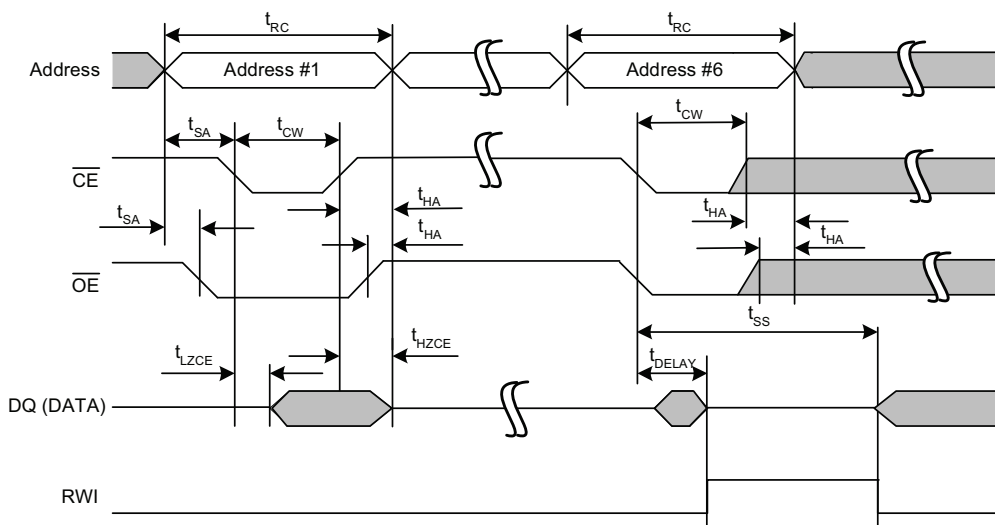 tRC tRC
Address Address #1 Address #6
tSA tCW tCW
CE
tHA
tSA tHA tHA
tHA
OE
tSS
tHZCE
tLZCE tDELAY
DQ (DATA)
RWI